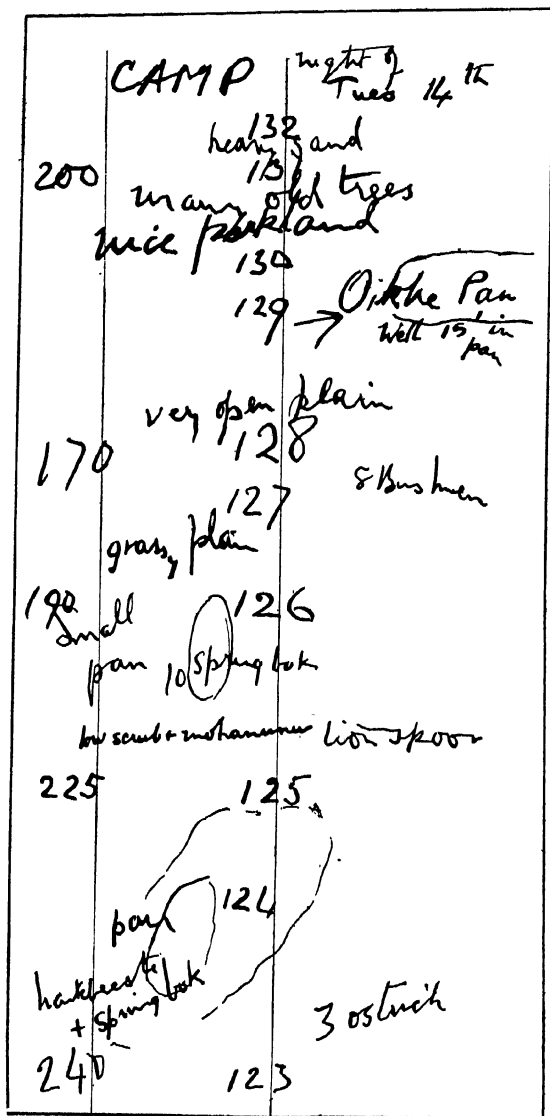 CAMP night of
Tues 14th
132
heavy sand
131
200
many old trees
nice parkland
130
129 → Oikhe Pan
Well 15' in
pan
very open plain
128
170
8 Bushmen
127
grassy plain
190
126
small
pan 10 Springbok
low scrub + lion spoor
225 125
124
pan
hartebeeste
+ Springbok
3 ostrich
240 123